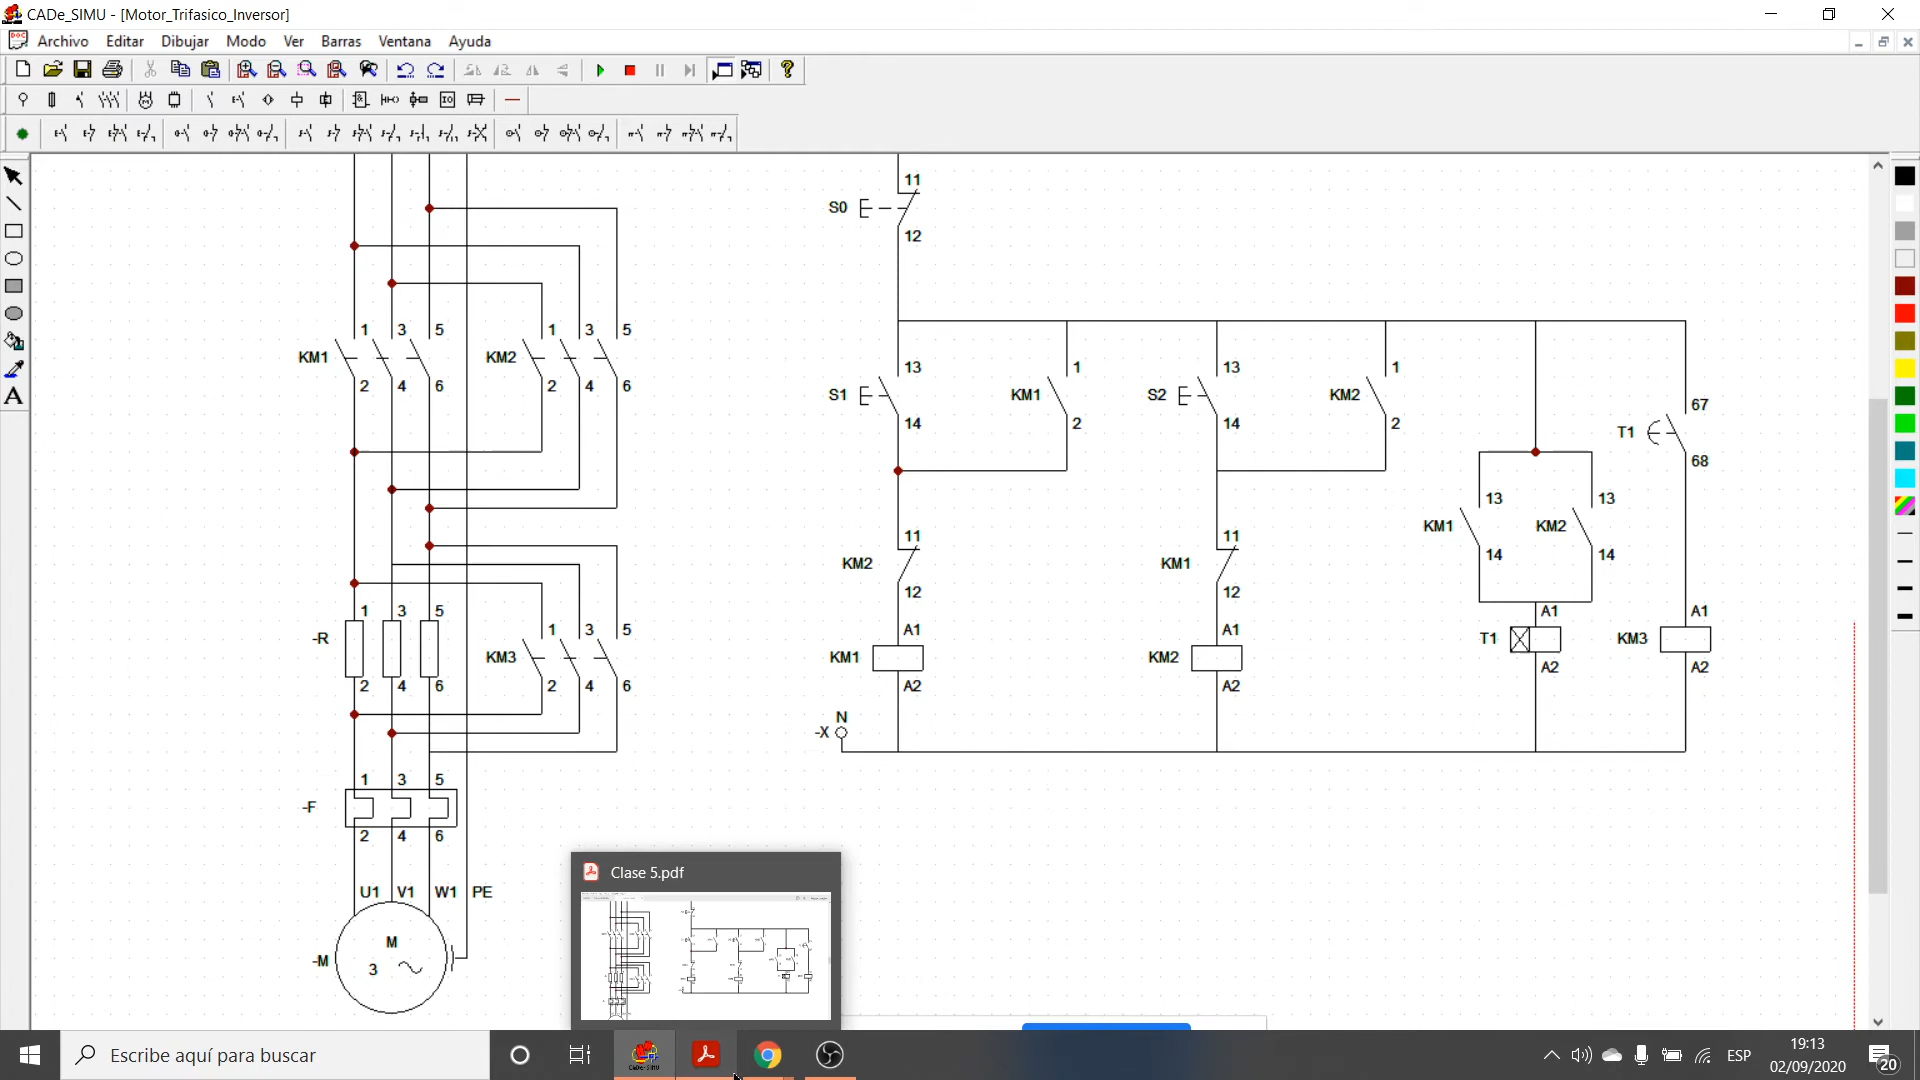 CADe_SIMU - [Motor_Trifasico_Inversor]
Archivo Editar Dibujar Modo Ver Barras Ventana Ayuda
11
S0
12
1 3 5 1 3 5
KM1 KM2
2 4 6 2 4 6
13 1 13 1
S1 KM1 S2 KM2
14 2 14 2
67
T1
68
13 13
KM1 KM2
14 14
11 11
KM2 KM1
12 12
1 3 5 A1 A1
-R T1 KM3
2 4 6 A2 A2
1 3 5 A1 A1
KM3 KM1 KM2
2 4 6 A2 A2
N
-X
1 3 5
-F
2 4 6
U1 V1 W1 PE
M
-M 3
Clase 5.pdf
Escribe aquí para buscar
CADe-SIMU
ESP
19:13
02/09/2020
20